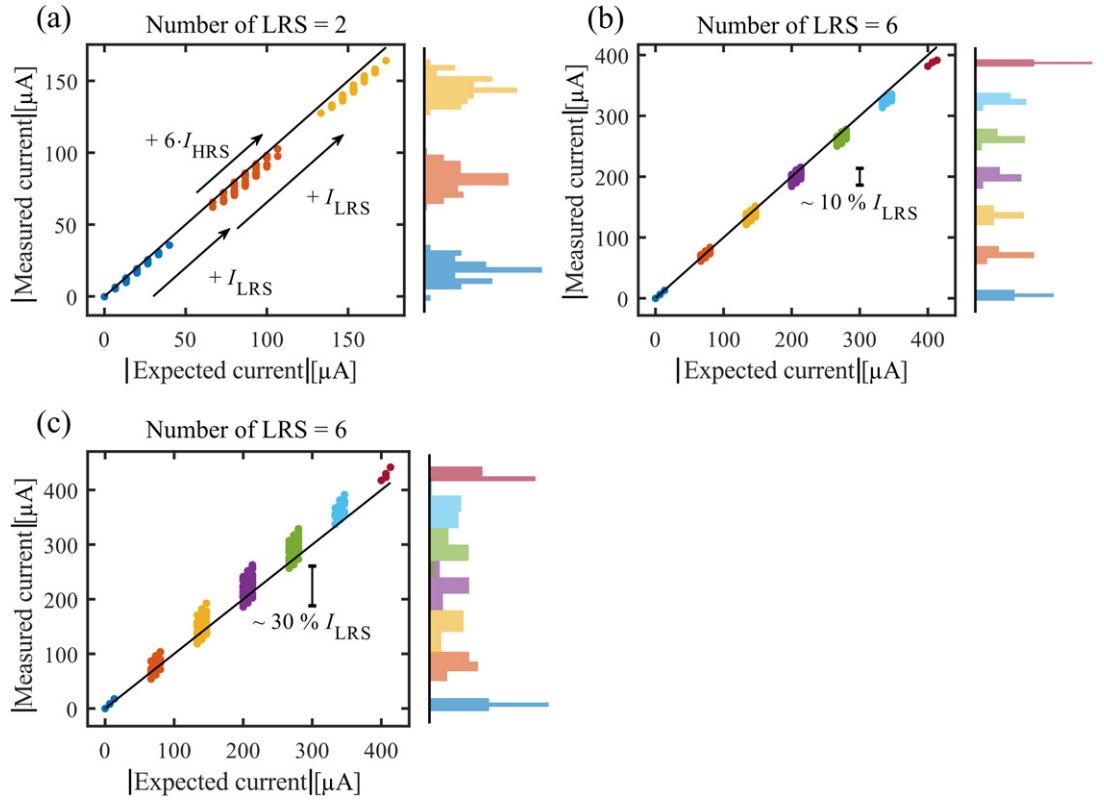 (a)
Number of LRS = 2
|Measured current|[µA]
150
100
50
0
+ 6·I_HRS
+ I_LRS
+ I_LRS
0 50 100 150
|Expected current|[µA]
(b)
Number of LRS = 6
|Measured current|[µA]
400
300
200
100
0
~ 10 % I_LRS
0 100 200 300 400
|Expected current|[µA]
(c)
Number of LRS = 6
|Measured current|[µA]
400
300
200
100
0
~ 30 % I_LRS
0 100 200 300 400
|Expected current|[µA]